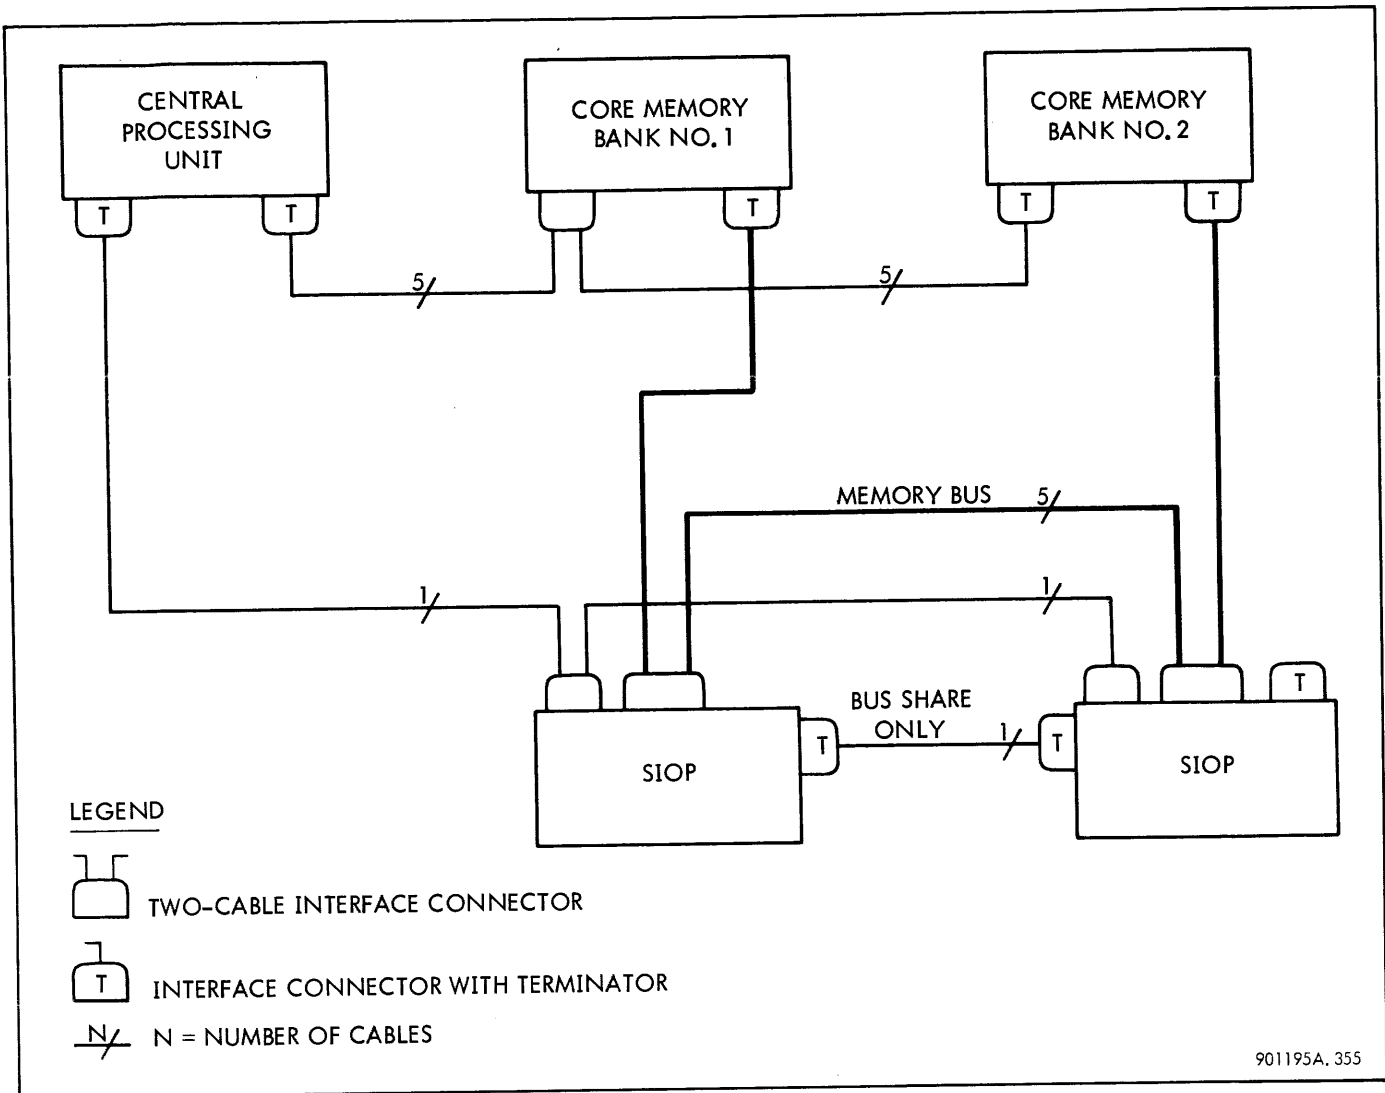 CENTRAL
PROCESSING
UNIT
CORE MEMORY
BANK NO. 1
CORE MEMORY
BANK NO. 2
T
T
T
T
T
5
5
MEMORY BUS
5
1
1
T
BUS SHARE
ONLY
T
1
T
SIOP
SIOP
LEGEND
TWO-CABLE INTERFACE CONNECTOR
T
INTERFACE CONNECTOR WITH TERMINATOR
N
N = NUMBER OF CABLES
901195A. 355